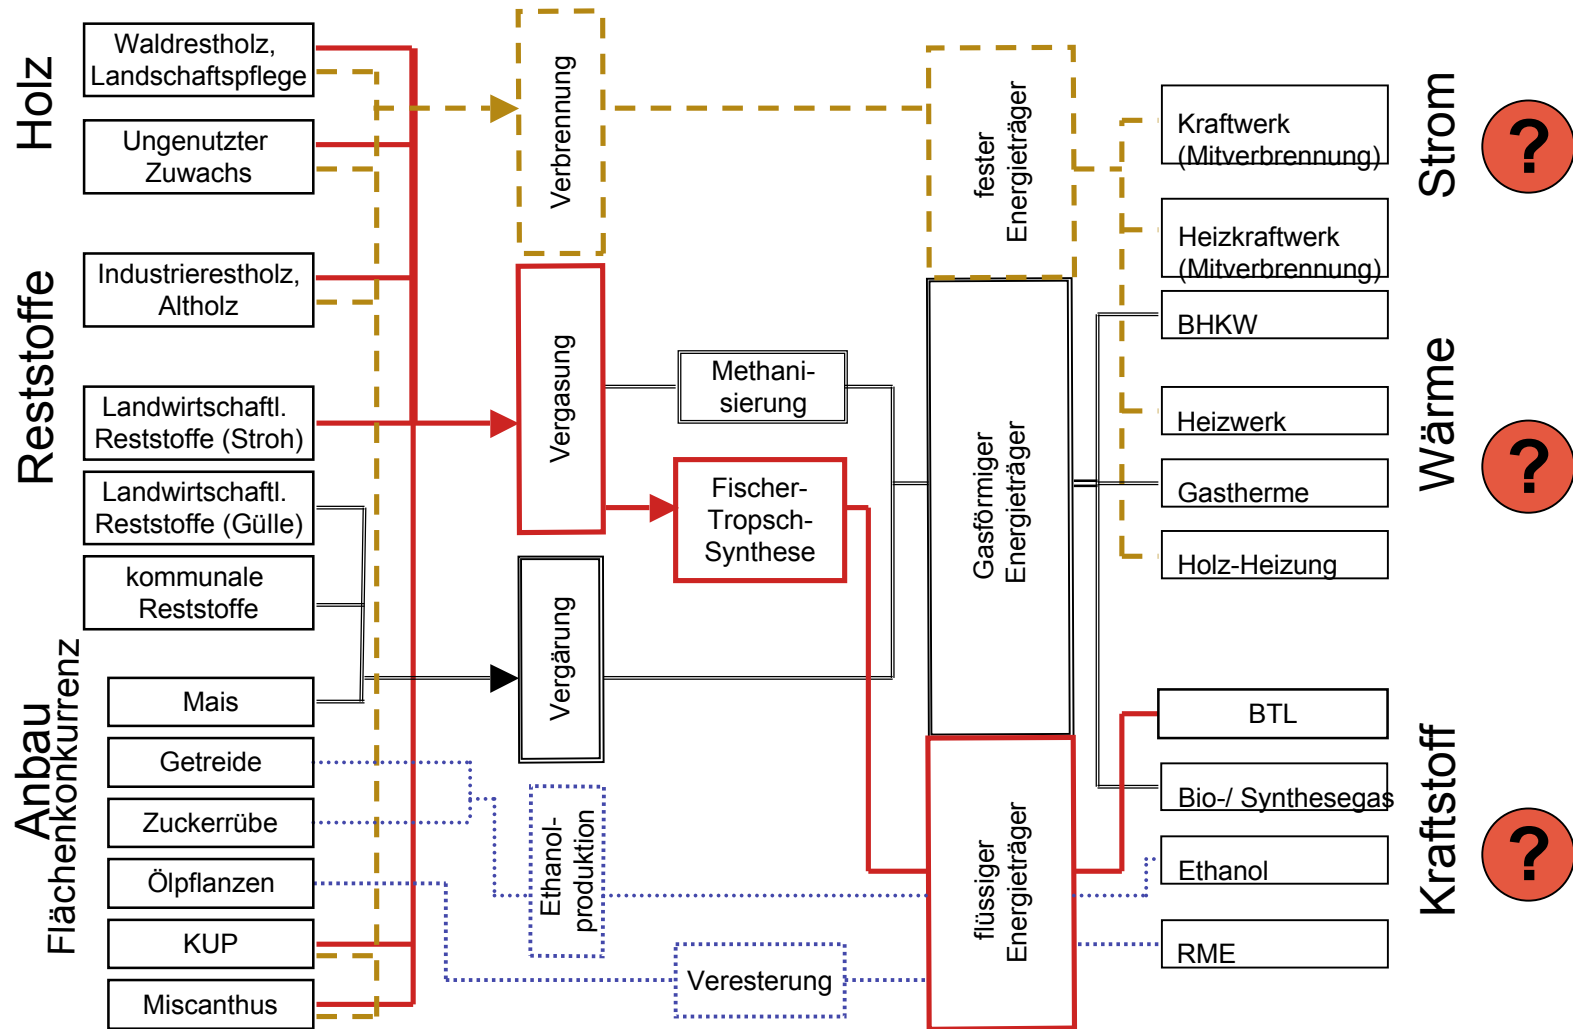 Holz
Waldrestholz,
Landschaftspflege
Ungenutzter
Zuwachs
Reststoffe
Industrierestholz,
Altholz
Landwirtschaftl.
Reststoffe (Stroh)
Landwirtschaftl.
Reststoffe (Gülle)
kommunale
Reststoffe
Anbau
Flächenkonkurrenz
Mais
Getreide
Zuckerrübe
Ölpflanzen
KUP
Miscanthus
Verbrennung
Vergasung
Vergärung
Ethanol-
produktion
Methani-
sierung
Fischer-
Tropsch-
Synthese
Veresterung
fester
Energieträger
Gasförmiger
Energieträger
flüssiger
Energieträger
Kraftwerk
(Mitverbrennung)
Heizkraftwerk
(Mitverbrennung)
BHKW
Heizwerk
Gastherme
Holz-Heizung
BTL
Bio-/ Synthesegas
Ethanol
RME
Strom
?
Wärme
?
Kraftstoff
?